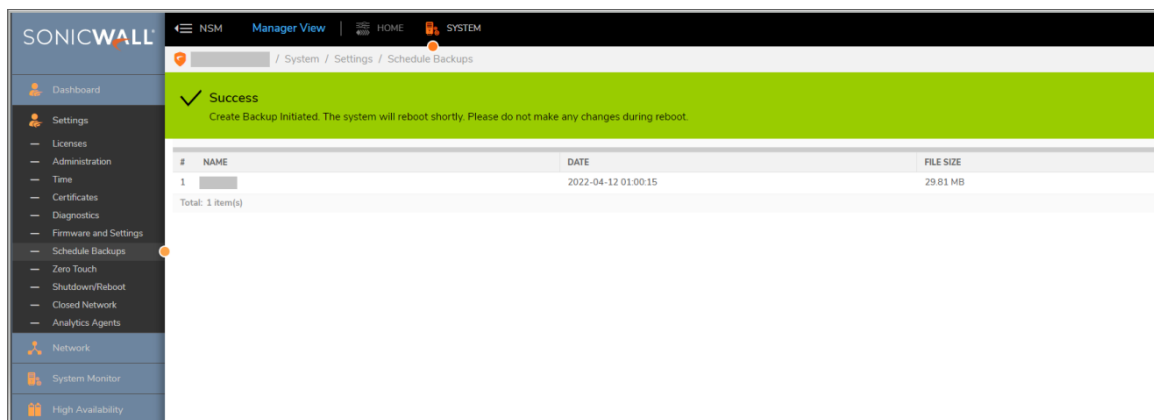 SONICWALL
NSM Manager View | HOME SYSTEM
/ System / Settings / Schedule Backups
Success
Create Backup Initiated. The system will reboot shortly. Please do not make any changes during reboot.
# NAME DATE FILE SIZE
1 2022-04-12 01:00:15 29.81 MB
Total: 1 item(s)
Dashboard
Settings
Licenses
Administration
Time
Certificates
Diagnostics
Firmware and Settings
Schedule Backups
Zero Touch
Shutdown/Reboot
Closed Network
Analytics Agents
Network
System Monitor
High Availability